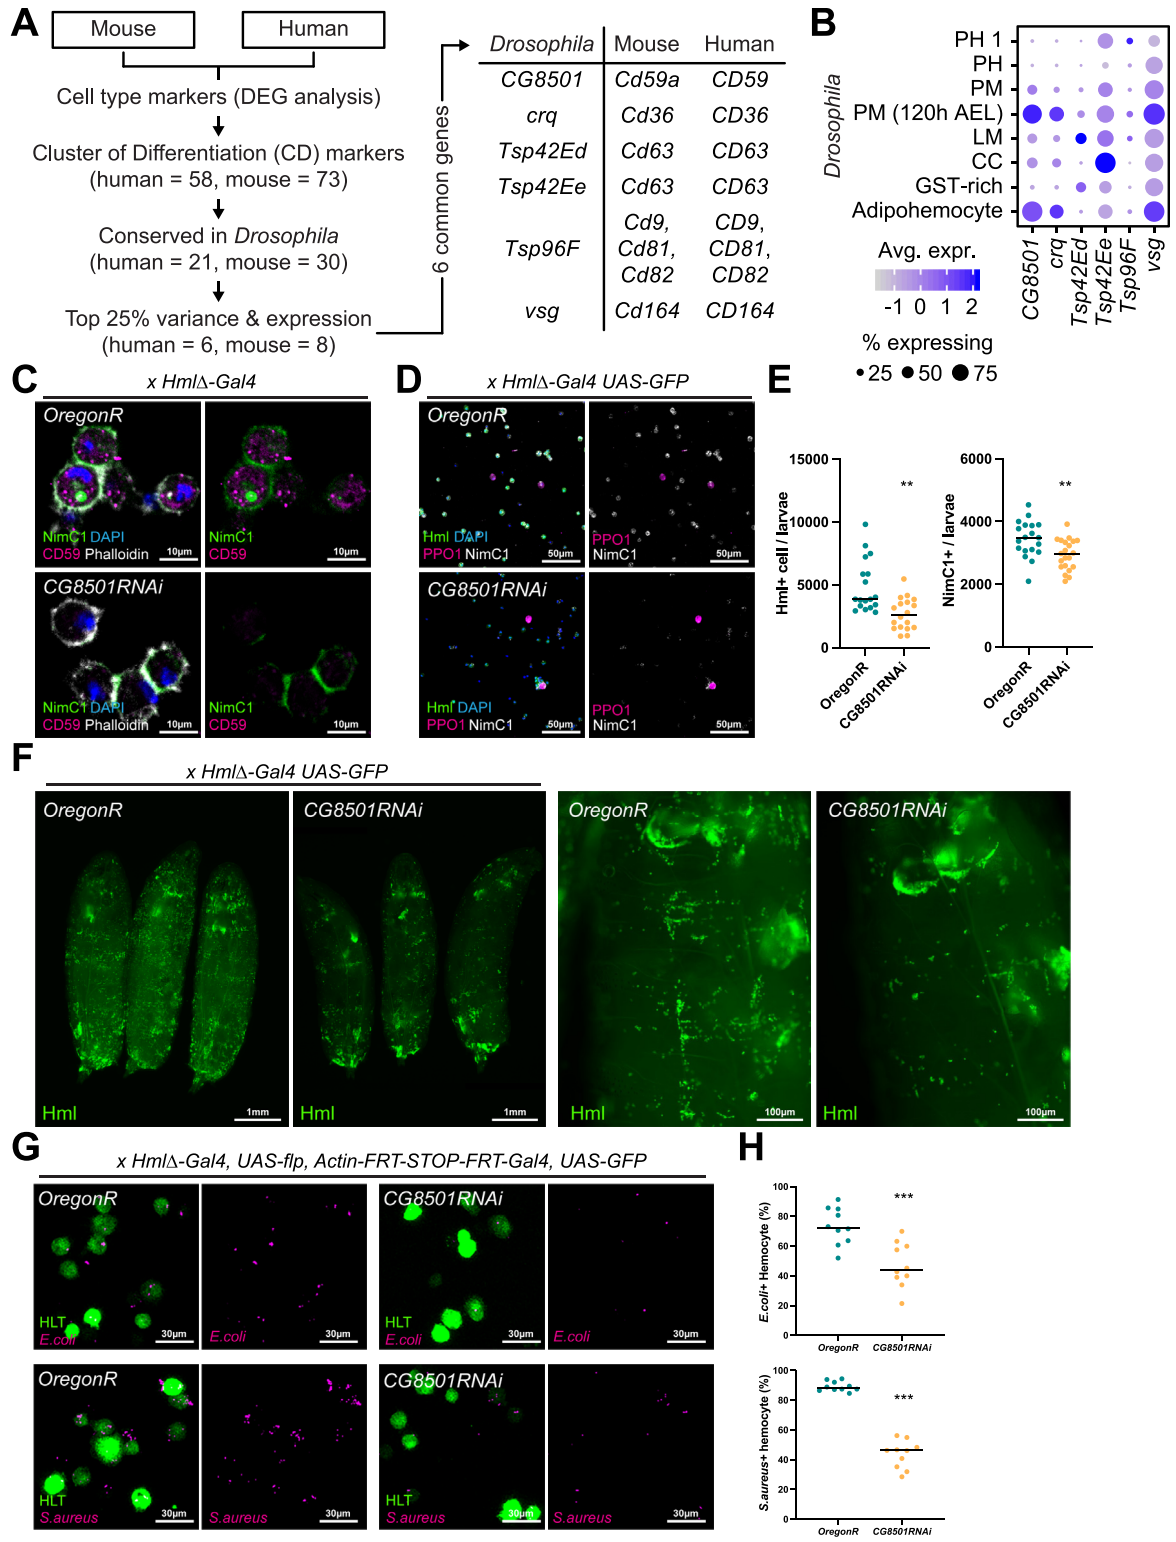 A
Mouse
Human
Cell type markers (DEG analysis)
Cluster of Differentiation (CD) markers
(human = 58, mouse = 73)
Conserved in Drosophila
(human = 21, mouse = 30)
Top 25% variance & expression
(human = 6, mouse = 8)
6 common genes
Drosophila Mouse Human
CG8501 Cd59a CD59
crq Cd36 CD36
Tsp42Ed Cd63 CD63
Tsp42Ee Cd63 CD63
Cd9, CD9,
Tsp96F Cd81, CD81,
Cd82 CD82
vsg Cd164 CD164
B
Drosophila
PH 1
PH
PM
PM (120h AEL)
LM
CC
GST-rich
Adipohemocyte
CG8501
crq
Tsp42Ed
Tsp42Ee
Tsp96F
vsg
Avg. expr.
-1 0 1 2
% expressing
25 50 75
C
x HmlΔ-Gal4
OregonR
NimC1 DAPI
CD59 Phalloidin
10μm
NimC1
CD59
10μm
CG8501RNAi
NimC1 DAPI
CD59 Phalloidin
10μm
NimC1
CD59
10μm
D
x HmlΔ-Gal4 UAS-GFP
OregonR
Hml DAPI
PPO1 NimC1
50μm
PPO1
NimC1
50μm
CG8501RNAi
Hml DAPI
PPO1 NimC1
50μm
PPO1
NimC1
50μm
E
Hml+ cell / larvae
15000
10000
5000
0
**
OregonR
CG8501RNAi
NimC1+ / larvae
6000
4000
2000
0
**
OregonR
CG8501RNAi
F
x HmlΔ-Gal4 UAS-GFP
OregonR
Hml
1mm
CG8501RNAi
Hml
1mm
OregonR
Hml
100μm
CG8501RNAi
Hml
100μm
G
x HmlΔ-Gal4, UAS-flp, Actin-FRT-STOP-FRT-Gal4, UAS-GFP
OregonR
HLT
E.coli
30μm
E.coli
30μm
CG8501RNAi
HLT
E.coli
30μm
E.coli
30μm
OregonR
HLT
S.aureus
30μm
S.aureus
30μm
CG8501RNAi
HLT
S.aureus
30μm
S.aureus
30μm
H
E.coli+ Hemocyte (%)
100
80
60
40
20
0
***
OregonR
CG8501RNAi
S.aureus+ hemocyte (%)
100
80
60
40
20
0
***
OregonR
CG8501RNAi